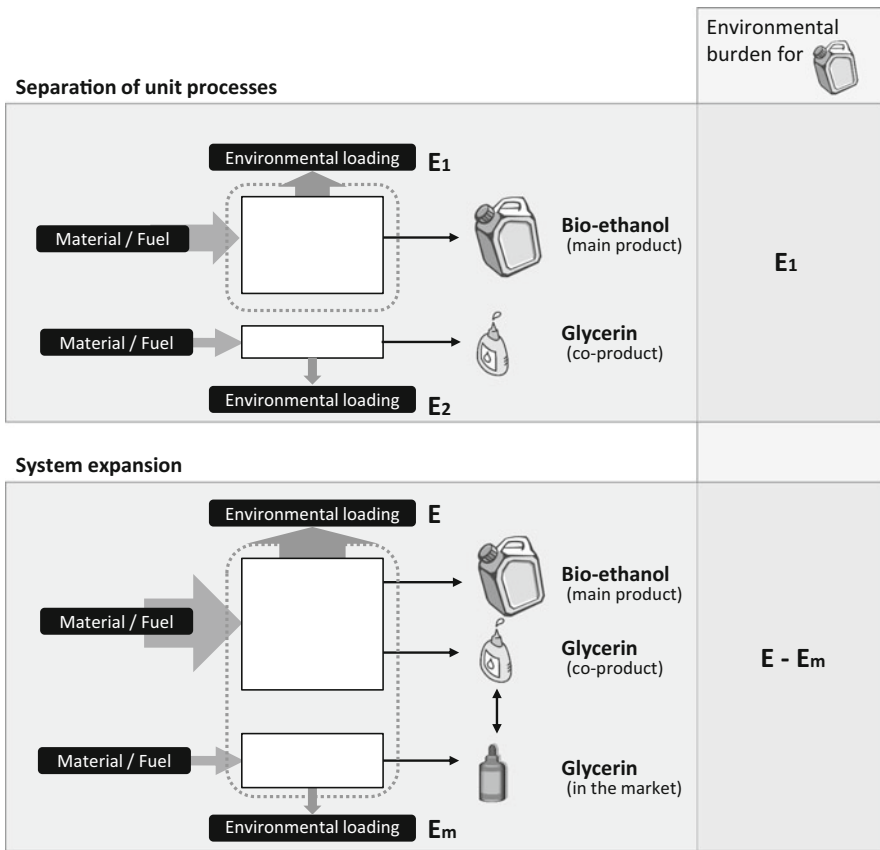 Environmental
burden for
Separation of unit processes
Environmental loading E1
Material / Fuel
Bio-ethanol
(main product)
E1
Material / Fuel
Glycerin
(co-product)
Environmental loading E2
System expansion
Environmental loading E
Bio-ethanol
(main product)
Material / Fuel
Glycerin
(co-product)
E - Em
Material / Fuel
Glycerin
(in the market)
Environmental loading Em